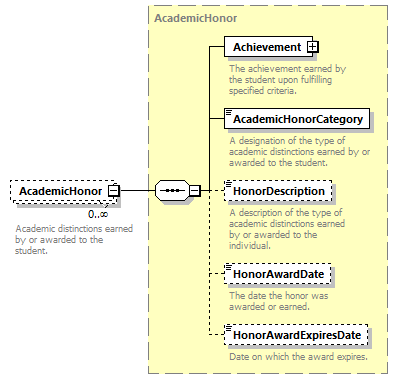 AcademicHonor
Achievement
The achievement earned by
the student upon fulfilling
specified criteria.
AcademicHonorCategory
A designation of the type of
academic distinctions earned by or
awarded to the student.
AcademicHonor
0..∞
Academic distinctions earned
by or awarded to the
student.
HonorDescription
A description of the type of
academic distinctions earned
by or awarded to the
individual.
HonorAwardDate
The date the honor was
awarded or earned.
HonorAwardExpiresDate
Date on which the award expires.